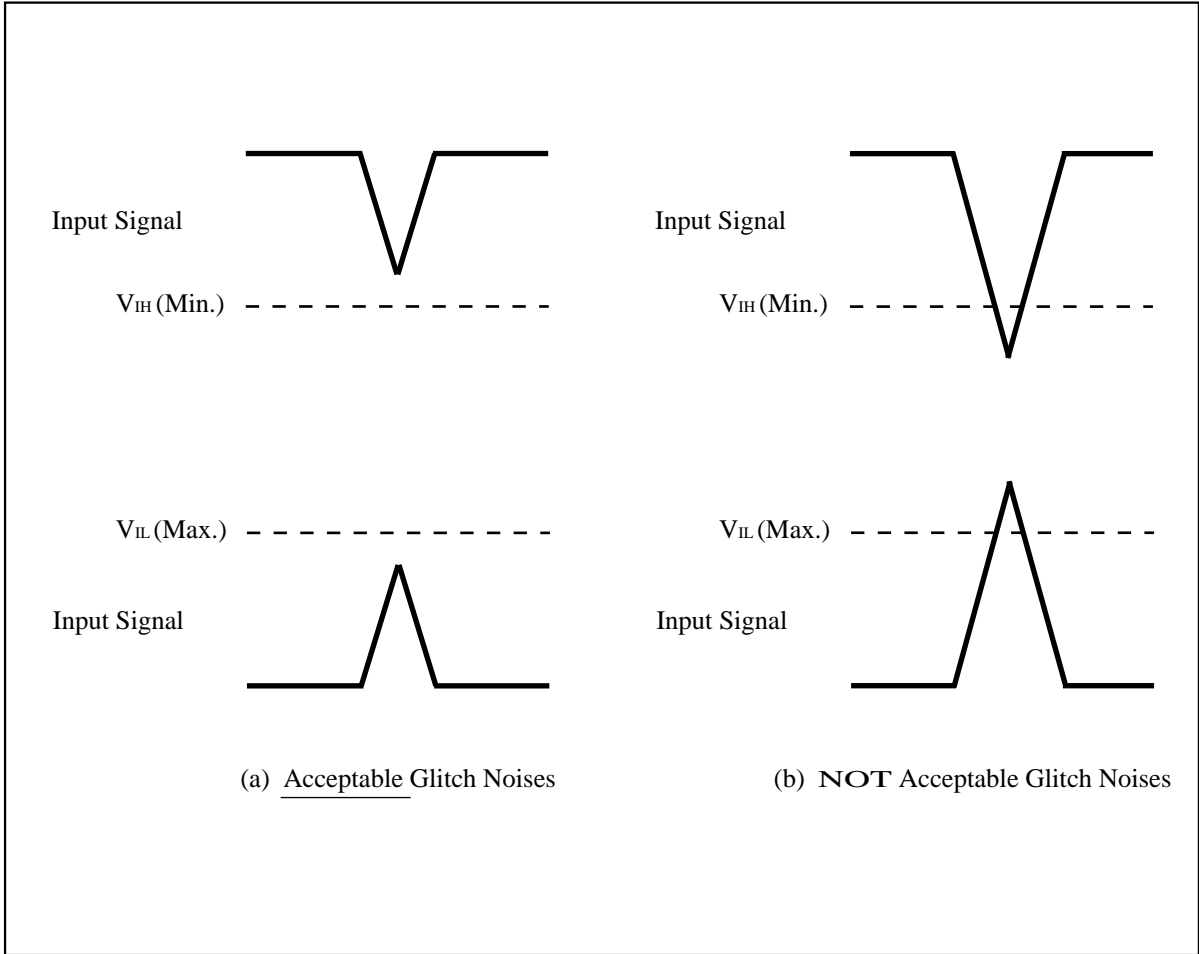 Input Signal
VIH (Min.)
VIL (Max.)
Input Signal
(a) Acceptable Glitch Noises
Input Signal
VIH (Min.)
VIL (Max.)
Input Signal
(b) NOT Acceptable Glitch Noises